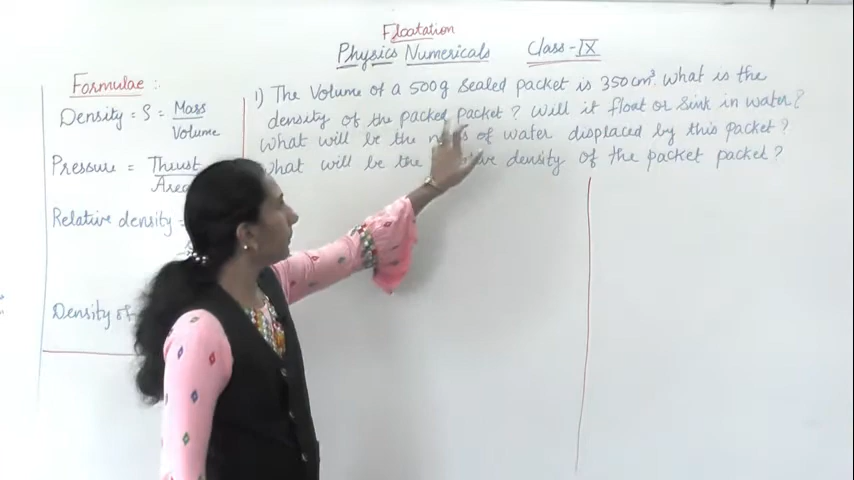 Floatation
Physics Numericals Class-IX
Formulae :
Density = ρ = Mass
Volume
Pressure = Thrust
Area
Relative density =
Density of
1) The Volume of a 500g sealed packet is 350cm³. What is the
density of the packed packet? Will it float or sink in water?
What will be the of water displaced by this packet?
What will be the density of the packet packet?